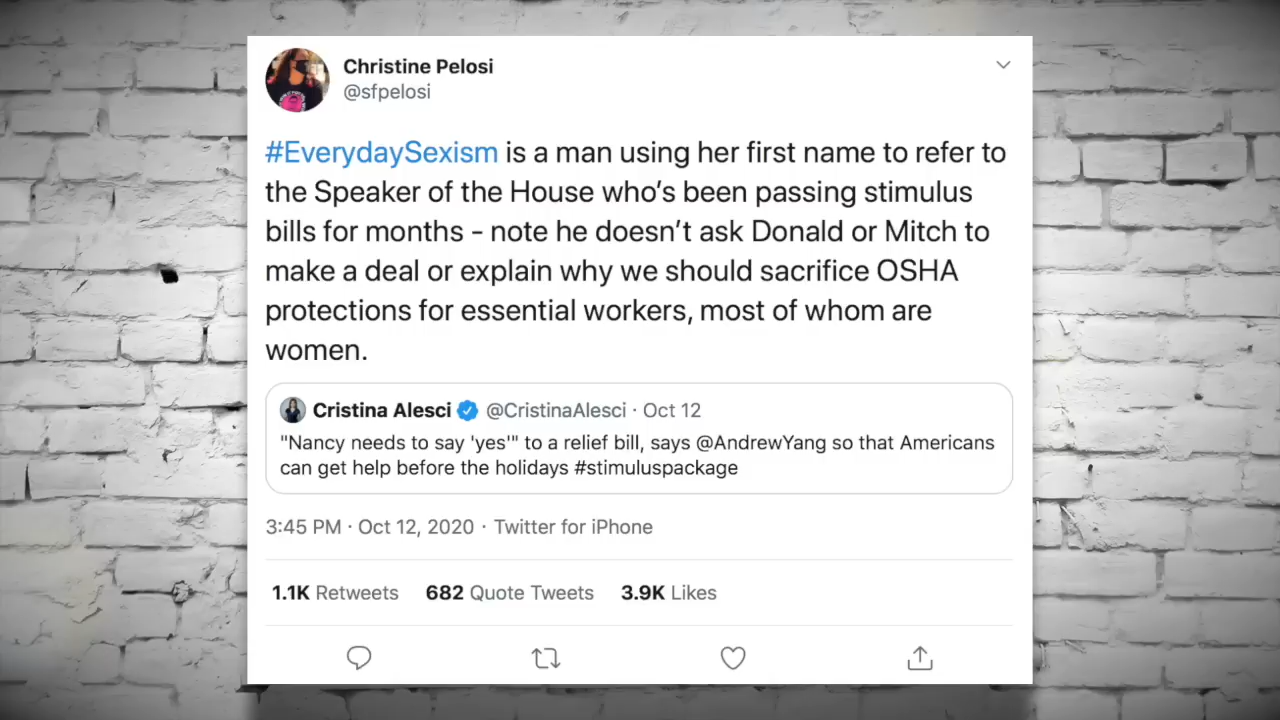 Christine Pelosi
@sfpelosi
#EverydaySexism is a man using her first name to refer to
the Speaker of the House who’s been passing stimulus
bills for months - note he doesn’t ask Donald or Mitch to
make a deal or explain why we should sacrifice OSHA
protections for essential workers, most of whom are
women.
Cristina Alesci @CristinaAlesci · Oct 12
"Nancy needs to say 'yes'" to a relief bill, says @AndrewYang so that Americans
can get help before the holidays #stimuluspackage
3:45 PM · Oct 12, 2020 · Twitter for iPhone
1.1K Retweets 682 Quote Tweets 3.9K Likes